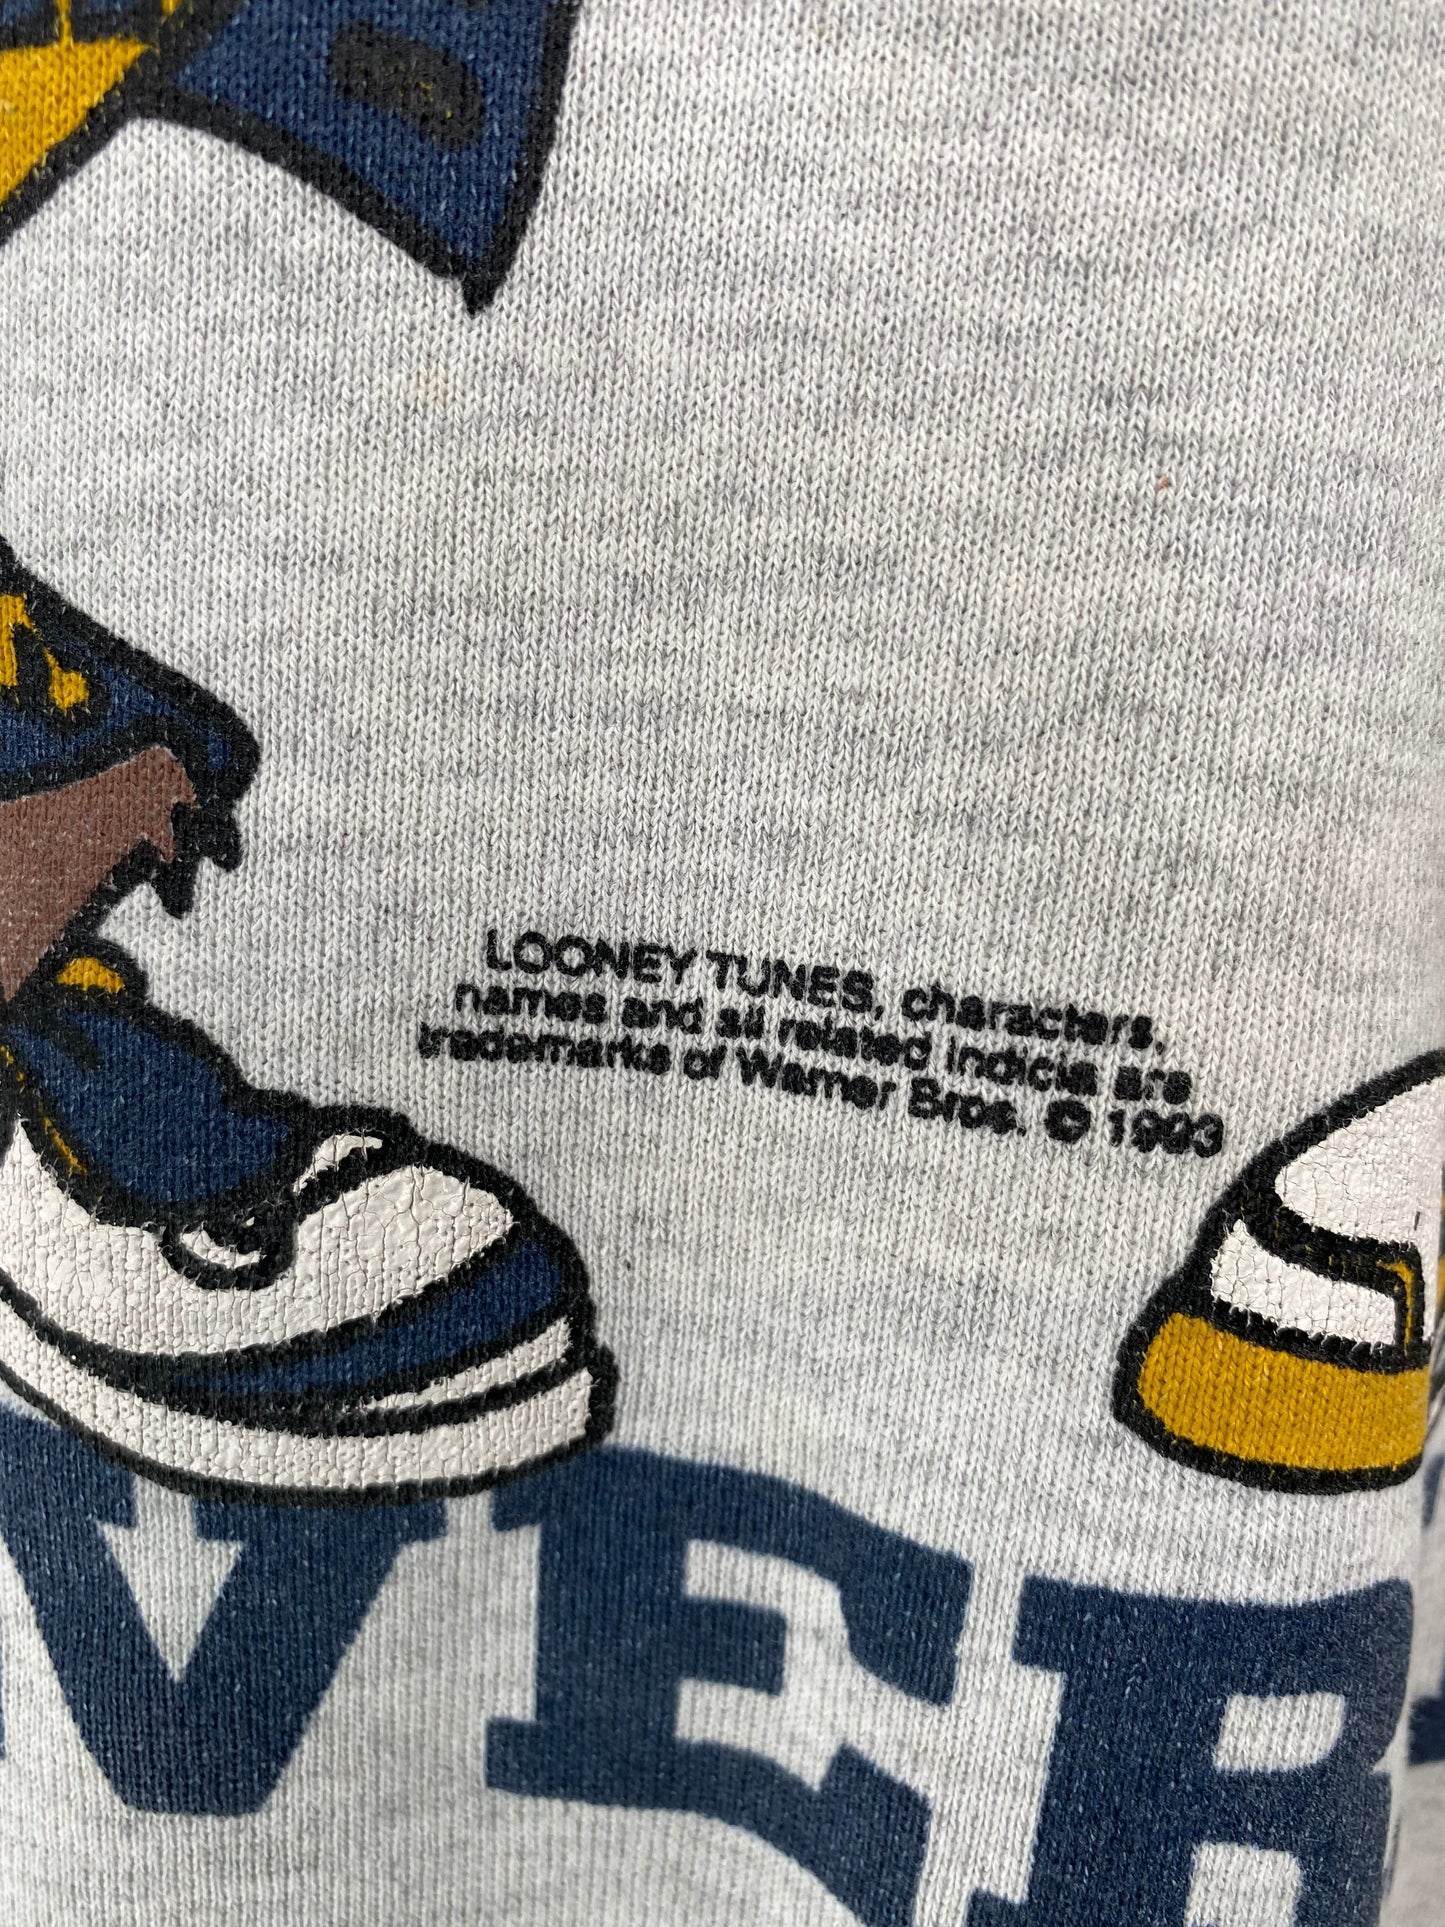 LOONEY TUNES, characters,
names and all related indicia are
trademarks of Warner Bros. © 1993
VER